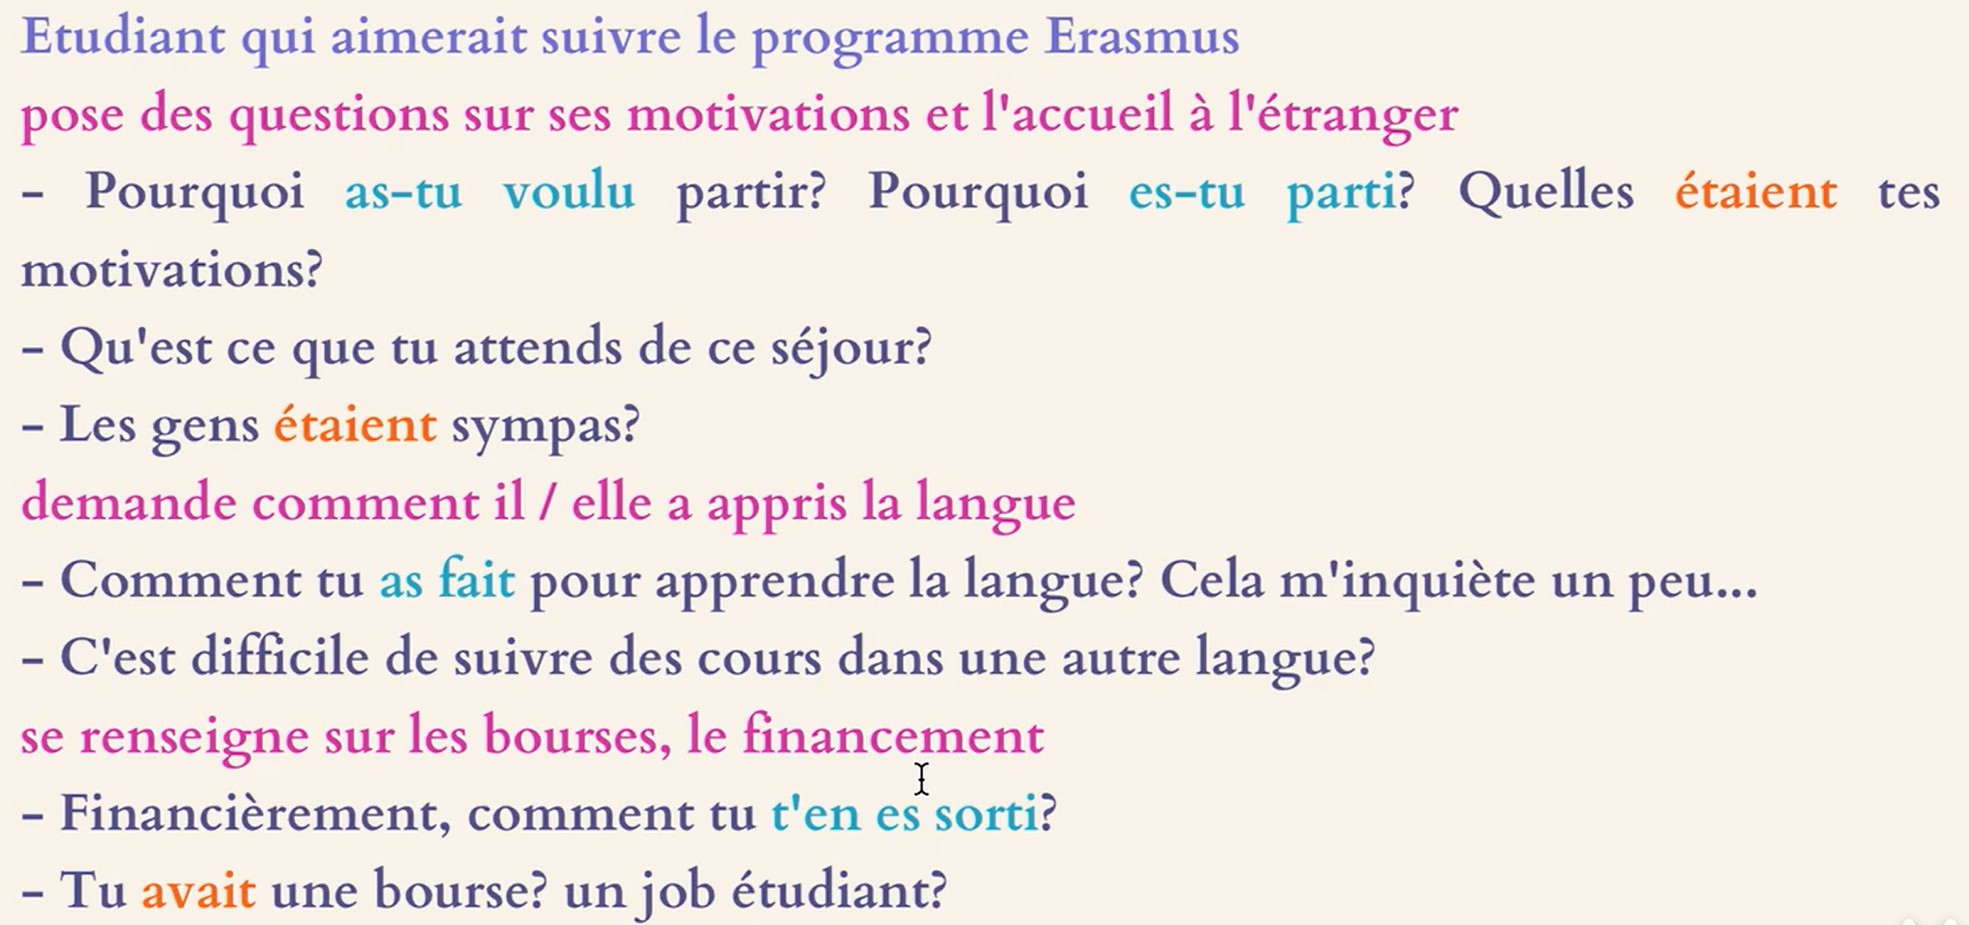 Etudiant qui aimerait suivre le programme Erasmus
pose des questions sur ses motivations et l'accueil à l'étranger
- Pourquoi as-tu voulu partir? Pourquoi es-tu parti? Quelles étaient tes
motivations?
- Qu'est ce que tu attends de ce séjour?
- Les gens étaient sympas?
demande comment il / elle a appris la langue
- Comment tu as fait pour apprendre la langue? Cela m'inquiète un peu...
- C'est difficile de suivre des cours dans une autre langue?
se renseigne sur les bourses, le financement
- Financièrement, comment tu t'en es sorti?
- Tu avait une bourse? un job étudiant?